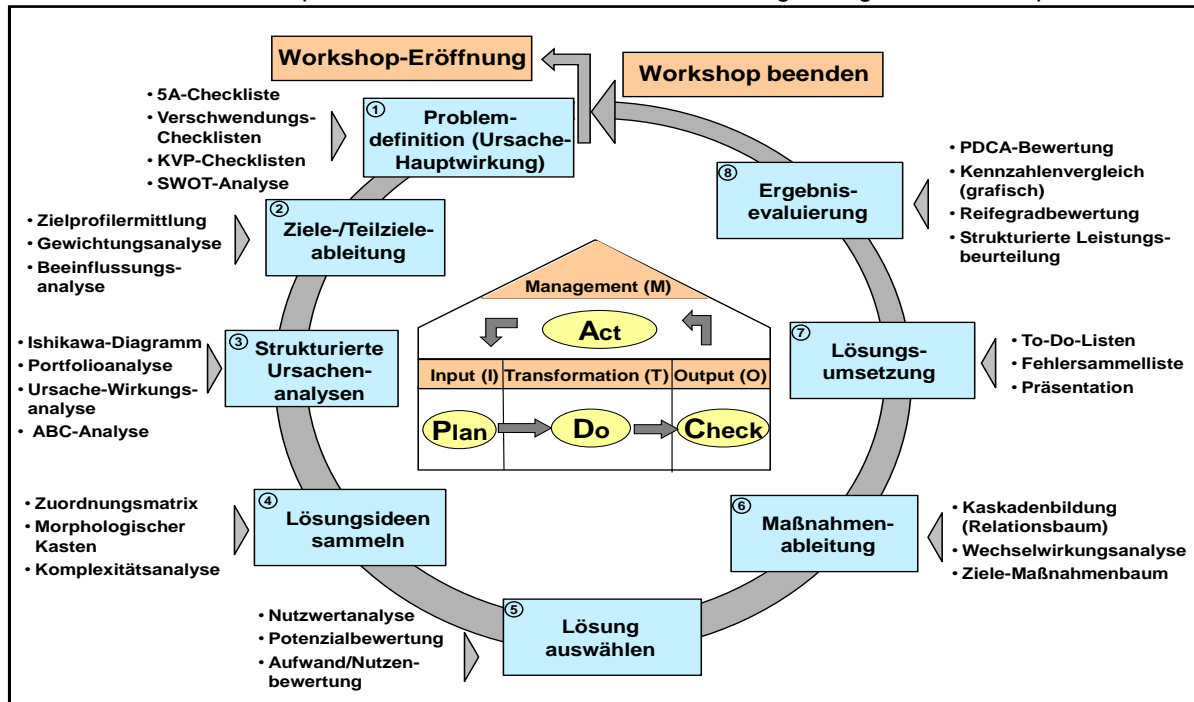 Workshop-Eröffnung
Workshop beenden
• 5A-Checkliste
• Verschwendungs-
Checklisten
• KVP-Checklisten
• SWOT-Analyse
①
Problem-
definition (Ursache-
Hauptwirkung)
• Zielprofilermittlung
• Gewichtungsanalyse
• Beeinflussungs-
analyse
②
Ziele-/Teilziele-
ableitung
• Ishikawa-Diagramm
• Portfolioanalyse
• Ursache-Wirkungs-
analyse
• ABC-Analyse
③
Strukturierte
Ursachen-
analysen
• Zuordnungsmatrix
• Morphologischer
Kasten
• Komplexitätsanalyse
④
Lösungsideen
sammeln
• Nutzwertanalyse
• Potenzialbewertung
• Aufwand/Nutzen-
bewertung
⑤
Lösung
auswählen
⑥
Maßnahmen-
ableitung
• Kaskadenbildung
(Relationsbaum)
• Wechselwirkungsanalyse
• Ziele-Maßnahmenbaum
⑦
Lösungs-
umsetzung
• To-Do-Listen
• Fehlersammelliste
• Präsentation
⑧
Ergebnis-
evaluierung
• PDCA-Bewertung
• Kennzahlenvergleich
(grafisch)
• Reifegradbewertung
• Strukturierte Leistungs-
beurteilung
Management (M)
Act
Input (I) Transformation (T) Output (O)
Plan Do Check